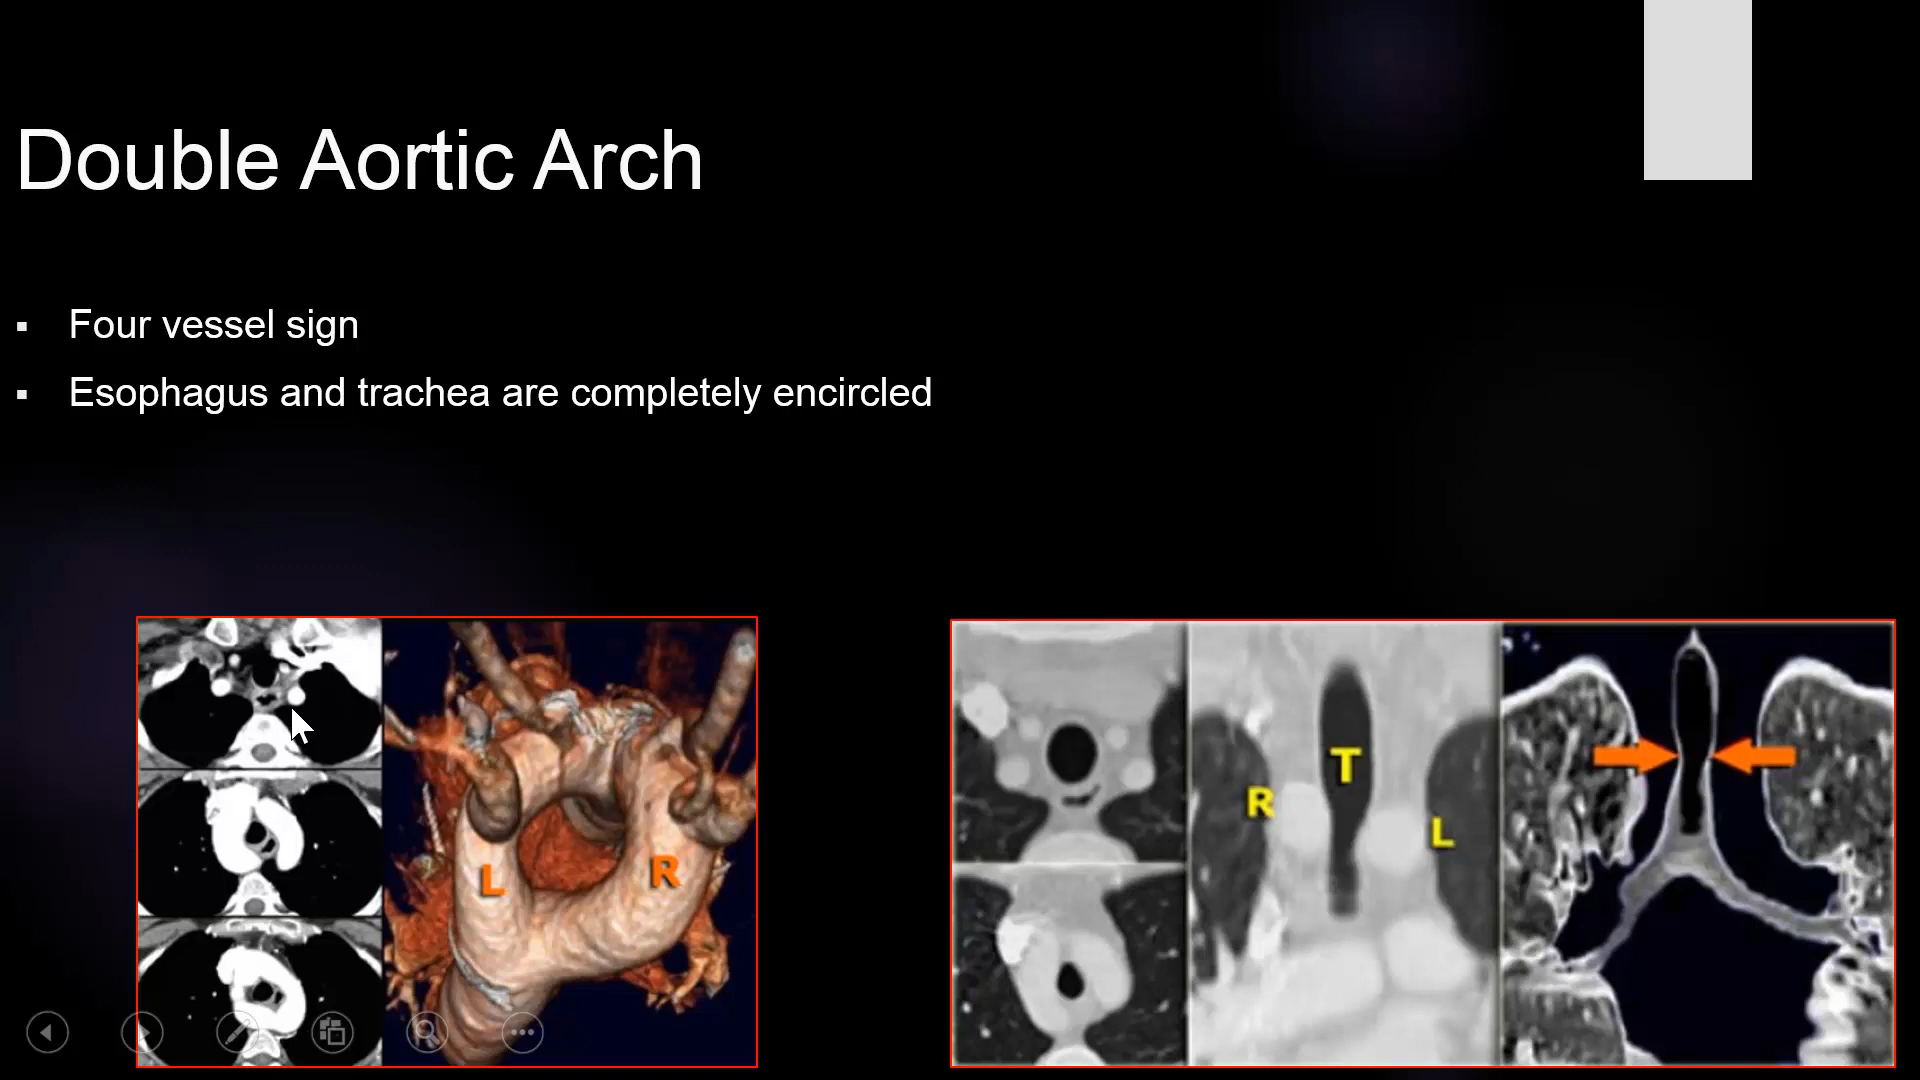 Double Aortic Arch
Four vessel sign
Esophagus and trachea are completely encircled
L
R
R
T
L